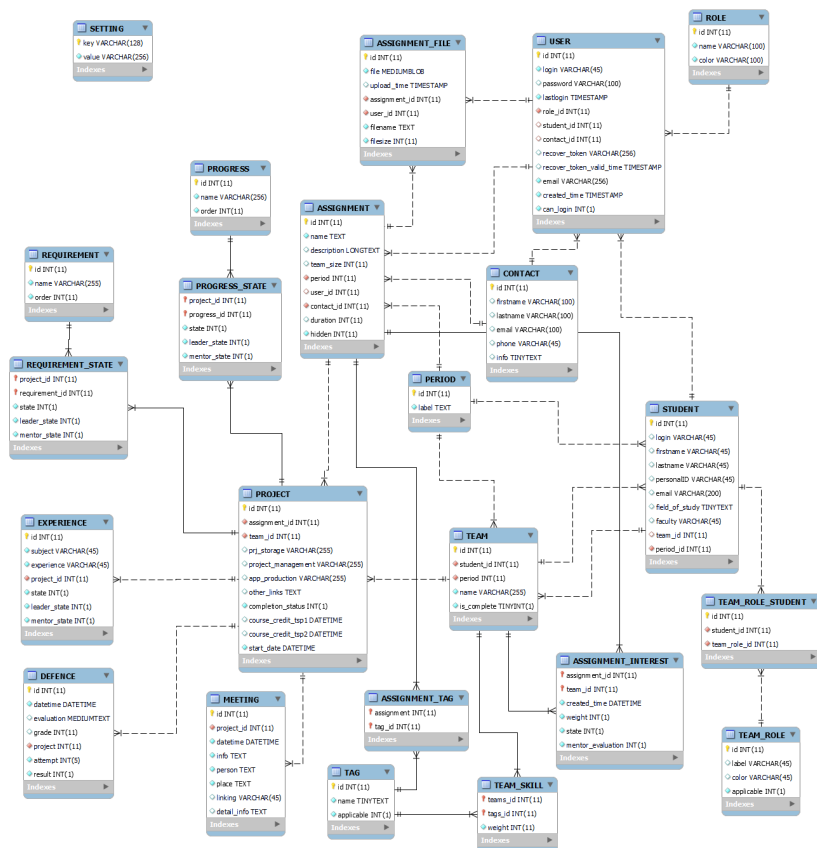 SETTING
key VARCHAR(128)
value VARCHAR(256)
Indexes
ASSIGNMENT_FILE
id INT(11)
file MEDIUMBLOB
upload_time TIMESTAMP
assignment_id INT(11)
user_id INT(11)
filename TEXT
filesize INT(11)
Indexes
USER
id INT(11)
login VARCHAR(45)
password VARCHAR(100)
lastlogin TIMESTAMP
role_id INT(11)
student_id INT(11)
contact_id INT(11)
recover_token VARCHAR(256)
recover_token_valid_time TIMESTAMP
email VARCHAR(256)
created_time TIMESTAMP
can_login INT(1)
Indexes
ROLE
id INT(11)
name VARCHAR(100)
color VARCHAR(100)
Indexes
PROGRESS
id INT(11)
name VARCHAR(256)
order INT(11)
Indexes
ASSIGNMENT
id INT(11)
name TEXT
description LONGTEXT
team_size INT(11)
period INT(11)
user_id INT(11)
contact_id INT(11)
duration INT(11)
hidden INT(11)
Indexes
REQUIREMENT
id INT(11)
name VARCHAR(255)
order INT(11)
Indexes
PROGRESS_STATE
project_id INT(11)
progress_id INT(11)
state INT(1)
leader_state INT(1)
mentor_state INT(1)
Indexes
CONTACT
id INT(11)
firstname VARCHAR(100)
lastname VARCHAR(100)
email VARCHAR(100)
phone VARCHAR(45)
info TINYTEXT
Indexes
REQUIREMENT_STATE
project_id INT(11)
requirement_id INT(11)
state INT(1)
leader_state INT(1)
mentor_state INT(1)
Indexes
PERIOD
id INT(11)
label TEXT
Indexes
STUDENT
id INT(11)
login VARCHAR(45)
firstname VARCHAR(45)
lastname VARCHAR(45)
personalID VARCHAR(45)
email VARCHAR(200)
field_of_study TINYTEXT
faculty VARCHAR(45)
team_id INT(11)
period_id INT(11)
Indexes
PROJECT
id INT(11)
assignment_id INT(11)
team_id INT(11)
prj_storage VARCHAR(255)
project_management VARCHAR(255)
app_production VARCHAR(255)
other_links TEXT
completion_status INT(1)
course_credit_tsp1 DATETIME
course_credit_tsp2 DATETIME
start_date DATETIME
Indexes
EXPERIENCE
id INT(11)
subject VARCHAR(45)
experience VARCHAR(45)
project_id INT(11)
state INT(1)
leader_state INT(1)
mentor_state INT(1)
Indexes
TEAM
id INT(11)
student_id INT(11)
period INT(11)
name VARCHAR(255)
is_complete TINYINT(1)
Indexes
TEAM_ROLE_STUDENT
student_id INT(11)
team_role_id INT(11)
Indexes
ASSIGNMENT_INTEREST
assignment_id INT(11)
team_id INT(11)
created_time DATETIME
weight INT(1)
state INT(1)
mentor_evaluation INT(1)
Indexes
DEFENCE
id INT(11)
datetime DATETIME
evaluation MEDIUMTEXT
grade INT(11)
project INT(11)
attempt INT(5)
result INT(1)
Indexes
MEETING
id INT(11)
project_id INT(11)
datetime DATETIME
info TEXT
person TEXT
place TEXT
linking VARCHAR(45)
detail_info TEXT
Indexes
ASSIGNMENT_TAG
assignment INT(11)
tag_id INT(11)
Indexes
TEAM_ROLE
id INT(11)
label VARCHAR(45)
color VARCHAR(45)
applicable INT(1)
Indexes
TAG
id INT(11)
name TINYTEXT
applicable INT(1)
Indexes
TEAM_SKILL
teams_id INT(11)
tags_id INT(11)
weight INT(11)
Indexes